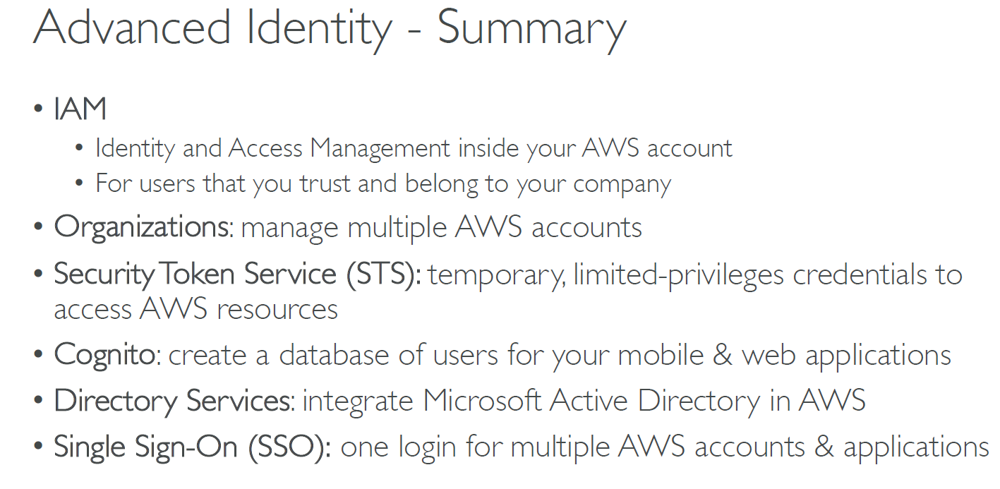 Advanced Identity - Summary
• IAM
• Identity and Access Management inside your AWS account
• For users that you trust and belong to your company
• Organizations: manage multiple AWS accounts
• Security Token Service (STS): temporary, limited-privileges credentials to
access AWS resources
• Cognito: create a database of users for your mobile & web applications
• Directory Services: integrate Microsoft Active Directory in AWS
• Single Sign-On (SSO): one login for multiple AWS accounts & applications